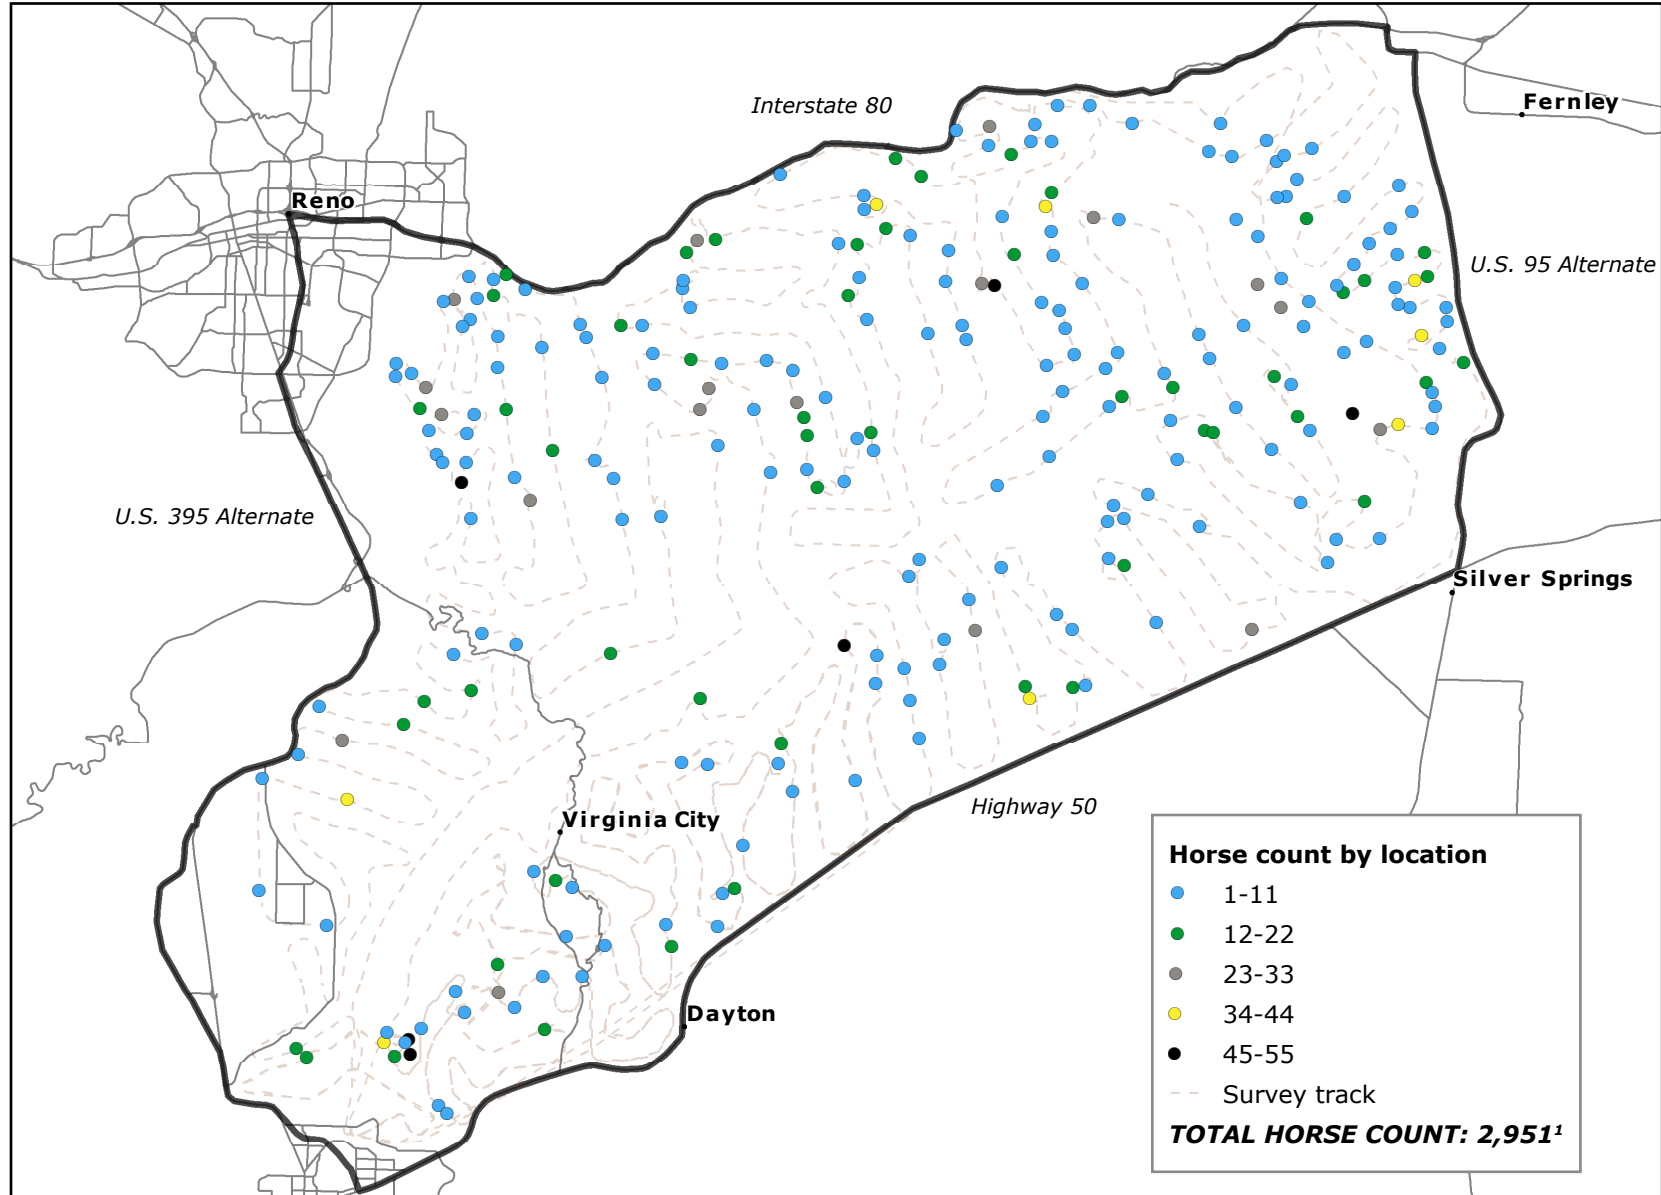 Interstate 80
Fernley
Reno
U.S. 95 Alternate
U.S. 395 Alternate
Silver Springs
Highway 50
Virginia City
Dayton
Horse count by location
1-11
12-22
23-33
34-44
45-55
Survey track
TOTAL HORSE COUNT: 2,951¹